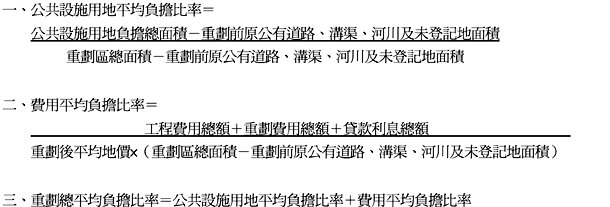 一、公共設施用地平均負擔比率＝
公共設施用地負擔總面積－重劃前原公有道路、溝渠、河川及未登記地面積
重劃區總面積－重劃前原公有道路、溝渠、河川及未登記地面積
二、費用平均負擔比率＝
工程費用總額＋重劃費用總額＋貸款利息總額
重劃後平均地價×（重劃區總面積－重劃前原公有道路、溝渠、河川及未登記地面積）
三、重劃總平均負擔比率＝公共設施用地平均負擔比率＋費用平均負擔比率